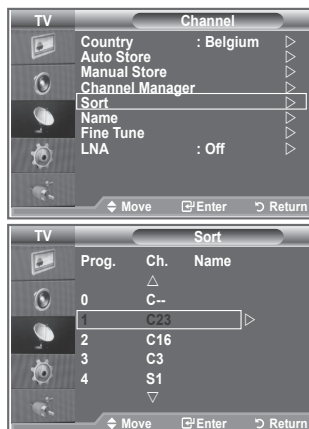 TV Channel
Country : Belgium
Auto Store
Manual Store
Channel Manager
Sort
Name
Fine Tune
LNA : Off
Move Enter Return
TV Sort
Prog. Ch. Name
0 C--
1 C23
2 C16
3 C3
4 S1
Move Enter Return